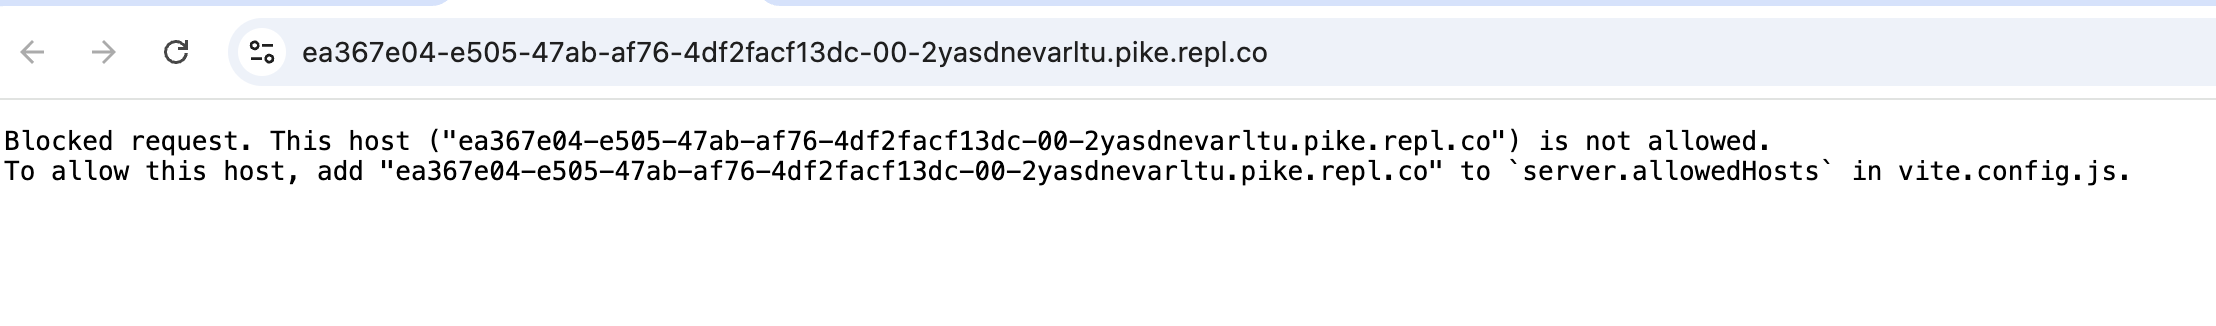 ea367e04-e505-47ab-af76-4df2facf13dc-00-2yasdnevarltu.pike.repl.co
Blocked request. This host ("ea367e04-e505-47ab-af76-4df2facf13dc-00-2yasdnevarltu.pike.repl.co") is not allowed.
To allow this host, add "ea367e04-e505-47ab-af76-4df2facf13dc-00-2yasdnevarltu.pike.repl.co" to `server.allowedHosts` in vite.config.js.